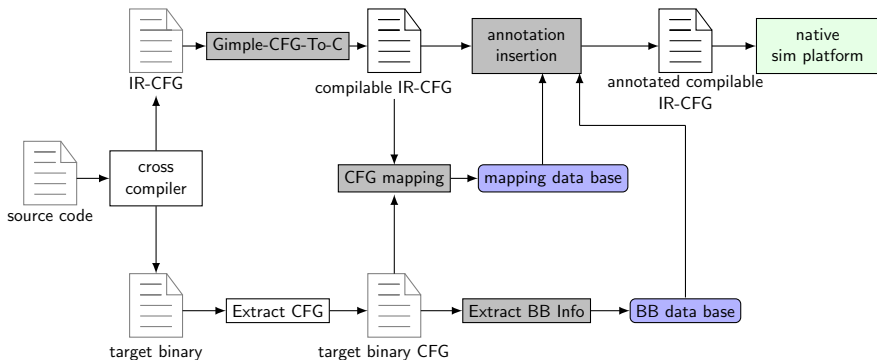 IR-CFG
Gimple-CFG-To-C
compilable IR-CFG
annotation
insertion
annotated compilable
IR-CFG
native
sim platform
source code
cross
compiler
CFG mapping
mapping data base
target binary
Extract CFG
target binary CFG
Extract BB Info
BB data base